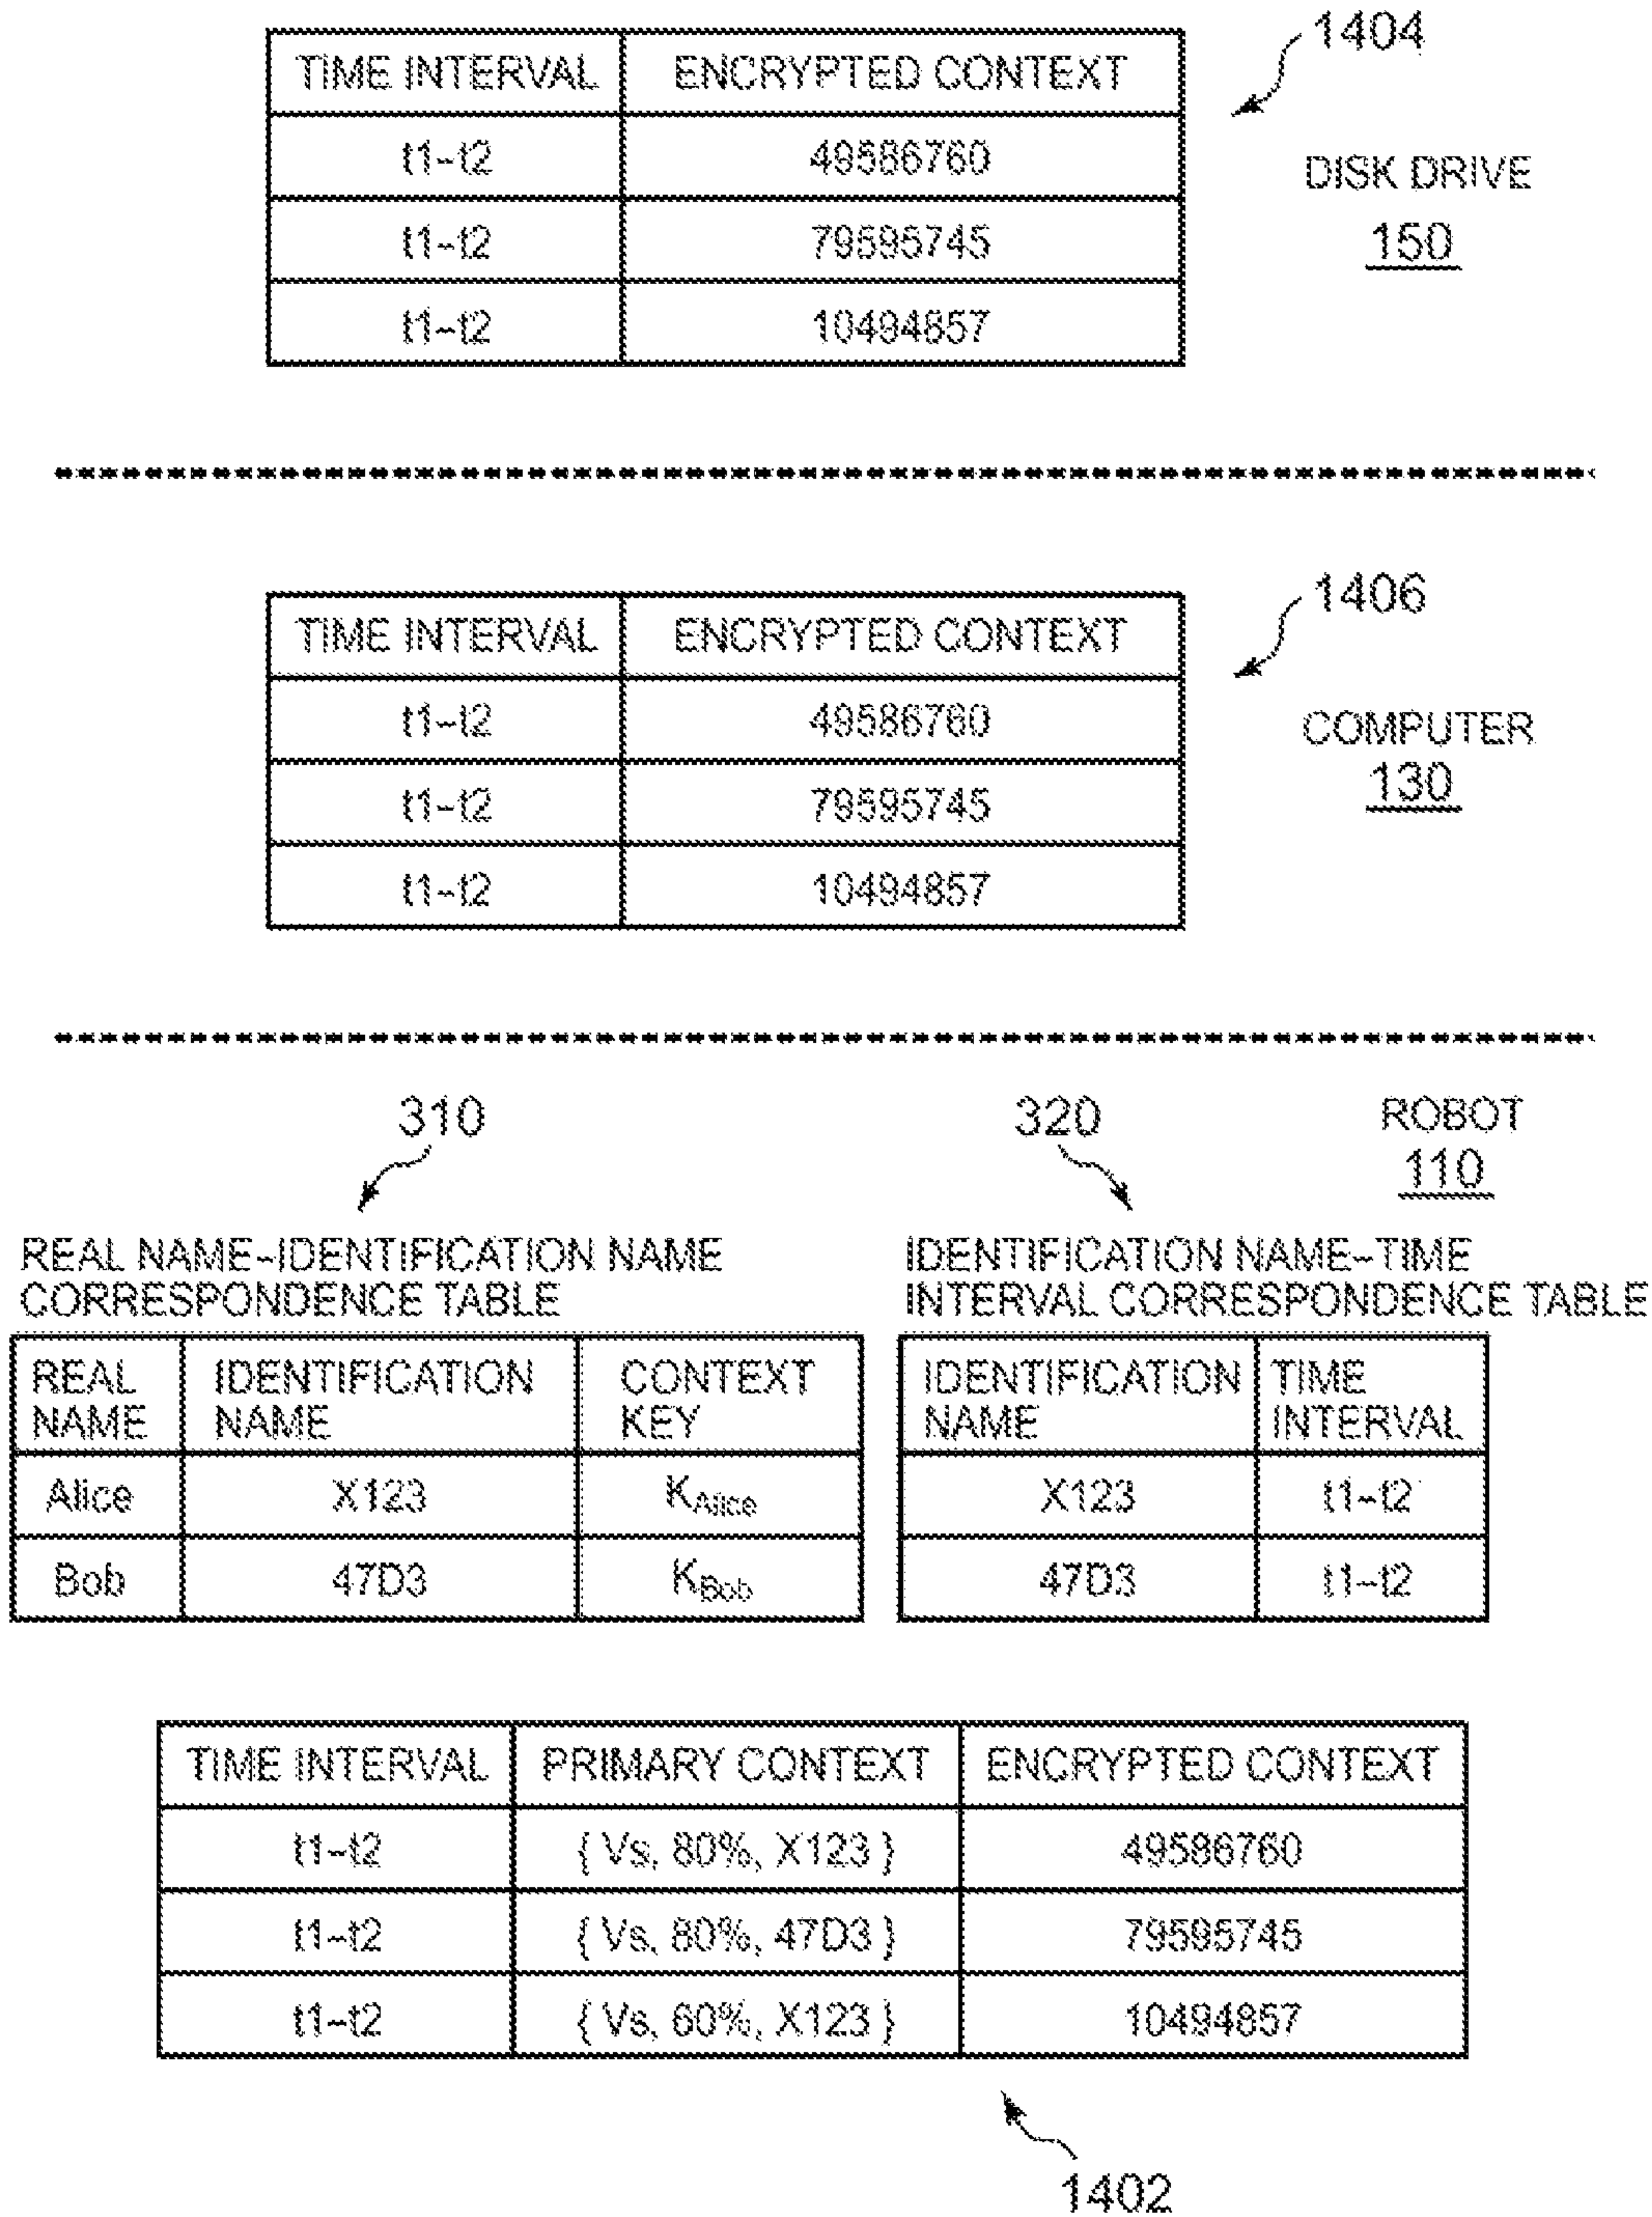 1404
TIME INTERVAL ENCRYPTED CONTEXT
t1~t2 49586760
t1~t2 79595745
t1~t2 10494857
DISK DRIVE
150
1406
TIME INTERVAL ENCRYPTED CONTEXT
t1~t2 49586760
t1~t2 79595745
t1~t2 10494857
COMPUTER
130
310
320
ROBOT
110
REAL NAME~IDENTIFICATION NAME
CORRESPONDENCE TABLE
REAL NAME IDENTIFICATION NAME CONTEXT KEY
Alice X123 KAlice
Bob 47D3 KBob
IDENTIFICATION NAME~TIME
INTERVAL CORRESPONDENCE TABLE
IDENTIFICATION NAME TIME INTERVAL
X123 t1~t2
47D3 t1~t2
TIME INTERVAL PRIMARY CONTEXT ENCRYPTED CONTEXT
t1~t2 { Vs, 80%, X123 } 49586760
t1~t2 { Vs, 80%, 47D3 } 79595745
t1~t2 { Vs, 60%, X123 } 10494857
1402